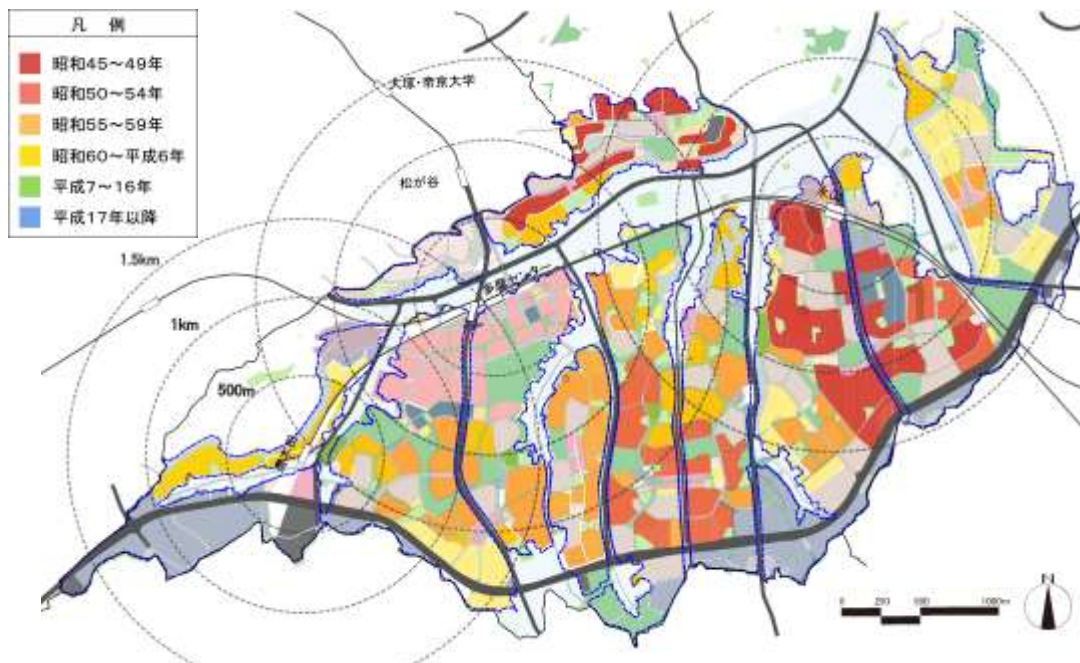 凡　例
昭和45～49年
昭和50～54年
昭和55～59年
昭和60～平成6年
平成7～16年
平成17年以降
大塚・帝京大学
松が谷
多摩センター
1.5km
1km
500m
N
0
1000m